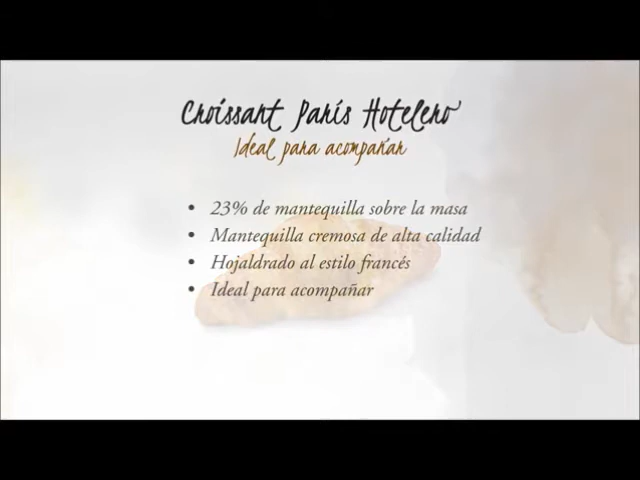 Croissant París Hotelero
Ideal para acompañar
• 23% de mantequilla sobre la masa
• Mantequilla cremosa de alta calidad
• Hojaldrado al estilo francés
• Ideal para acompañar